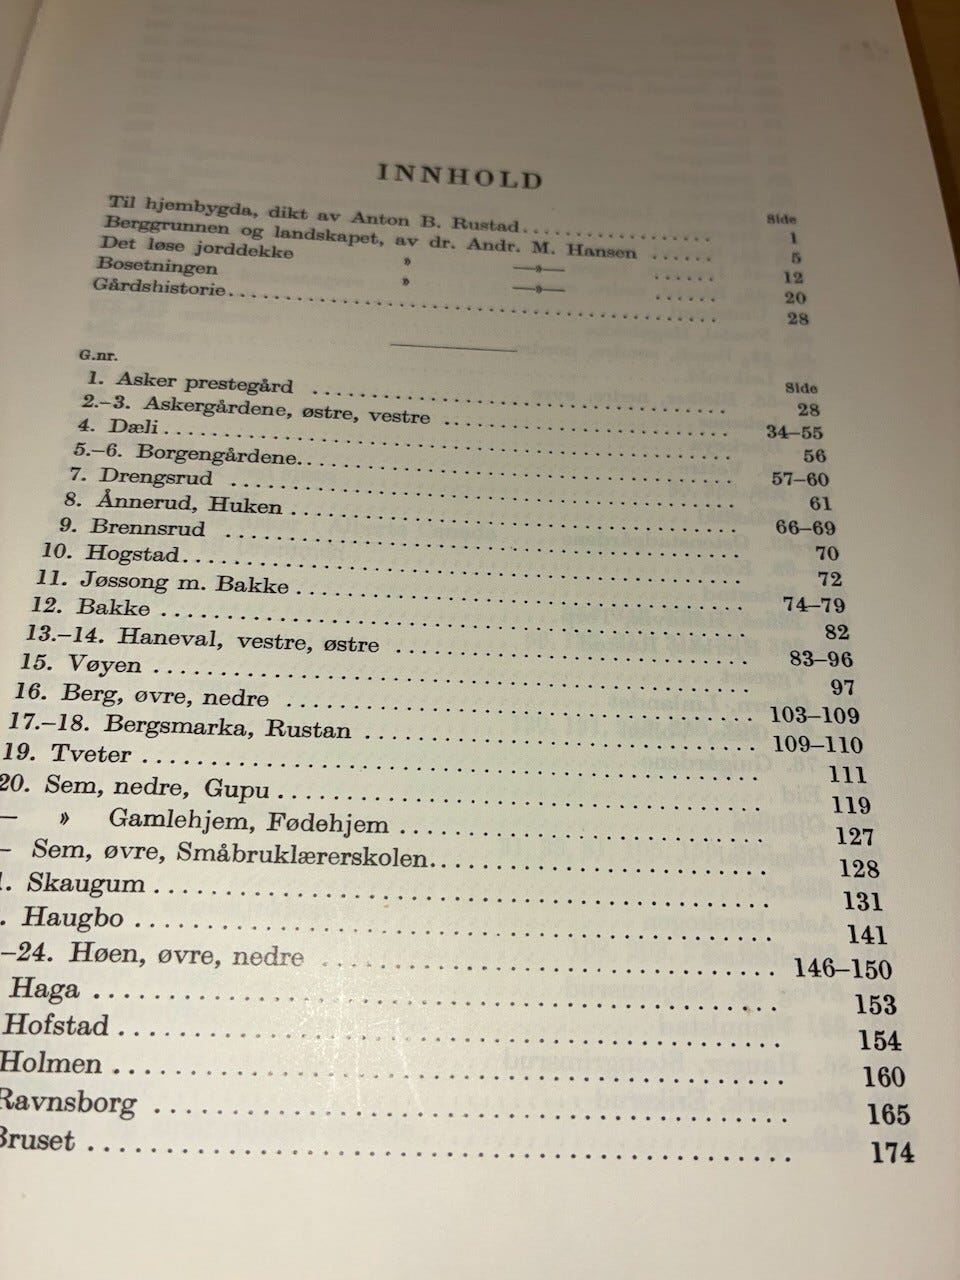 INNHOLD
Side
Til hjembygda, dikt av Anton B. Rustad.................. 1
Berggrunnen og landskapet, av dr. Andr. M. Hansen ...... 5
Det løse jorddekke » —»— ...... 12
Bosetningen » —»— ...... 20
Gårdshistorie.................................... 28
G.nr. Side
1. Asker prestegård .............................. 28
2.–3. Askergårdene, østre, vestre .................... 34–55
4. Dæli........................................ 56
5.–6. Borgengårdene.............................. 57–60
7. Drengsrud .................................. 61
8. Ånnerud, Huken .............................. 66–69
9. Brennsrud .................................. 70
10. Hogstad.................................... 72
11. Jøssong m. Bakke .............................. 74–79
12. Bakke ...................................... 82
13.–14. Haneval, vestre, østre ........................ 83–96
15. Vøyen ...................................... 97
16. Berg, øvre, nedre .............................. 103–109
17.–18. Bergsmarka, Rustan .......................... 109–110
19. Tveter ...................................... 111
20. Sem, nedre, Gupu .............................. 119
— » Gamlehjem, Fødehjem ...................... 127
– Sem, øvre, Småbruklærerskolen...................... 128
. Skaugum ...................................... 131
. Haugbo ...................................... 141
–24. Høen, øvre, nedre .............................. 146–150
Haga .......................................... 153
Hofstad ........................................ 154
Holmen ........................................ 160
Ravnsborg ...................................... 165
Bruset .......................................... 174